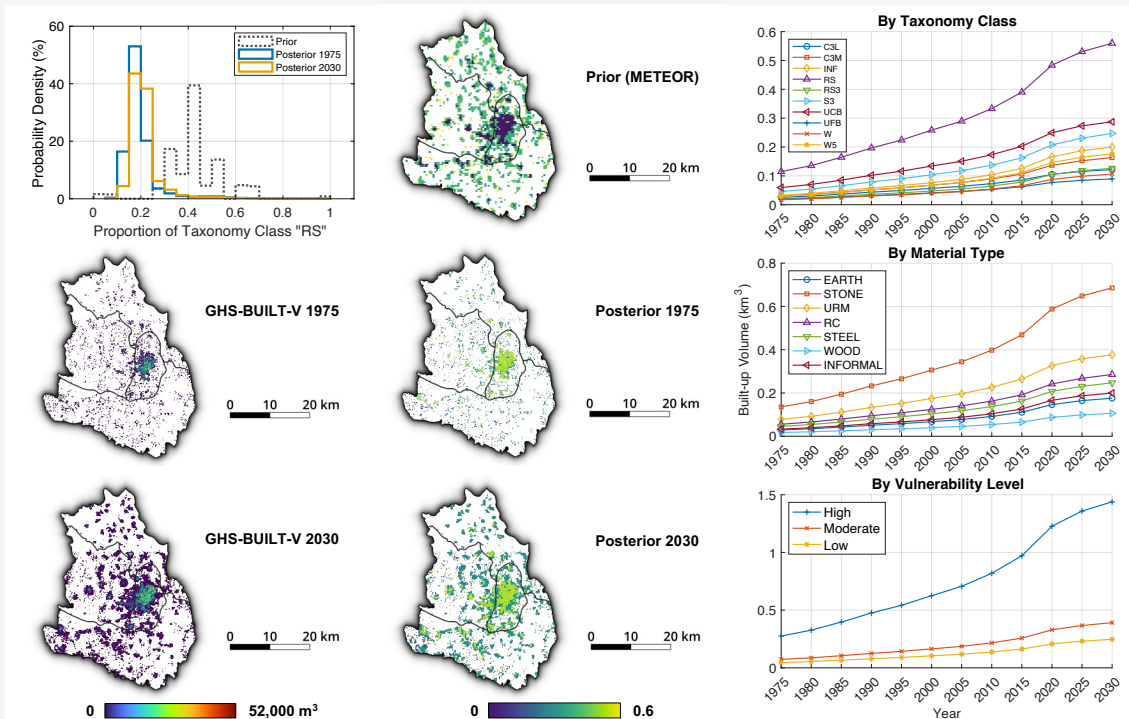 60
40
20
0
Probability Density (%)
Prior
Posterior 1975
Posterior 2030
0 0.2 0.4 0.6 0.8 1
Proportion of Taxonomy Class "RS"
Prior (METEOR)
0 10 20 km
GHS-BUILT-V 1975
0 10 20 km
Posterior 1975
0 10 20 km
GHS-BUILT-V 2030
0 10 20 km
Posterior 2030
0 10 20 km
0 52,000 m³
0 0.6
By Taxonomy Class
0.6
0.5
0.4
0.3
0.2
0.1
0
C3L
C3M
INF
RS
RS3
S3
UCB
UFB
W
W5
1975 1980 1985 1990 1995 2000 2005 2010 2015 2020 2025 2030
By Material Type
Built-up Volume (km³)
0.8
0.6
0.4
0.2
0
EARTH
STONE
URM
RC
STEEL
WOOD
INFORMAL
1975 1980 1985 1990 1995 2000 2005 2010 2015 2020 2025 2030
By Vulnerability Level
1.5
1
0.5
0
High
Moderate
Low
1975 1980 1985 1990 1995 2000 2005 2010 2015 2020 2025 2030
Year